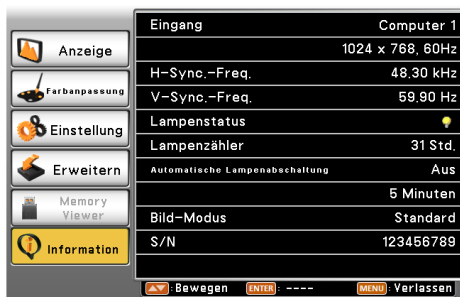 Anzeige
Farbanpassung
Einstellung
Erweitern
Memory
Viewer
Information
Eingang Computer 1
1024 x 768, 60Hz
H-Sync.-Freq. 48.30 kHz
V-Sync.-Freq. 59.90 Hz
Lampenstatus
Lampenzähler 31 Std.
Automatische Lampenabschaltung Aus
5 Minuten
Bild-Modus Standard
S/N 123456789
:Bewegen ENTER : ---- MENU :Verlassen